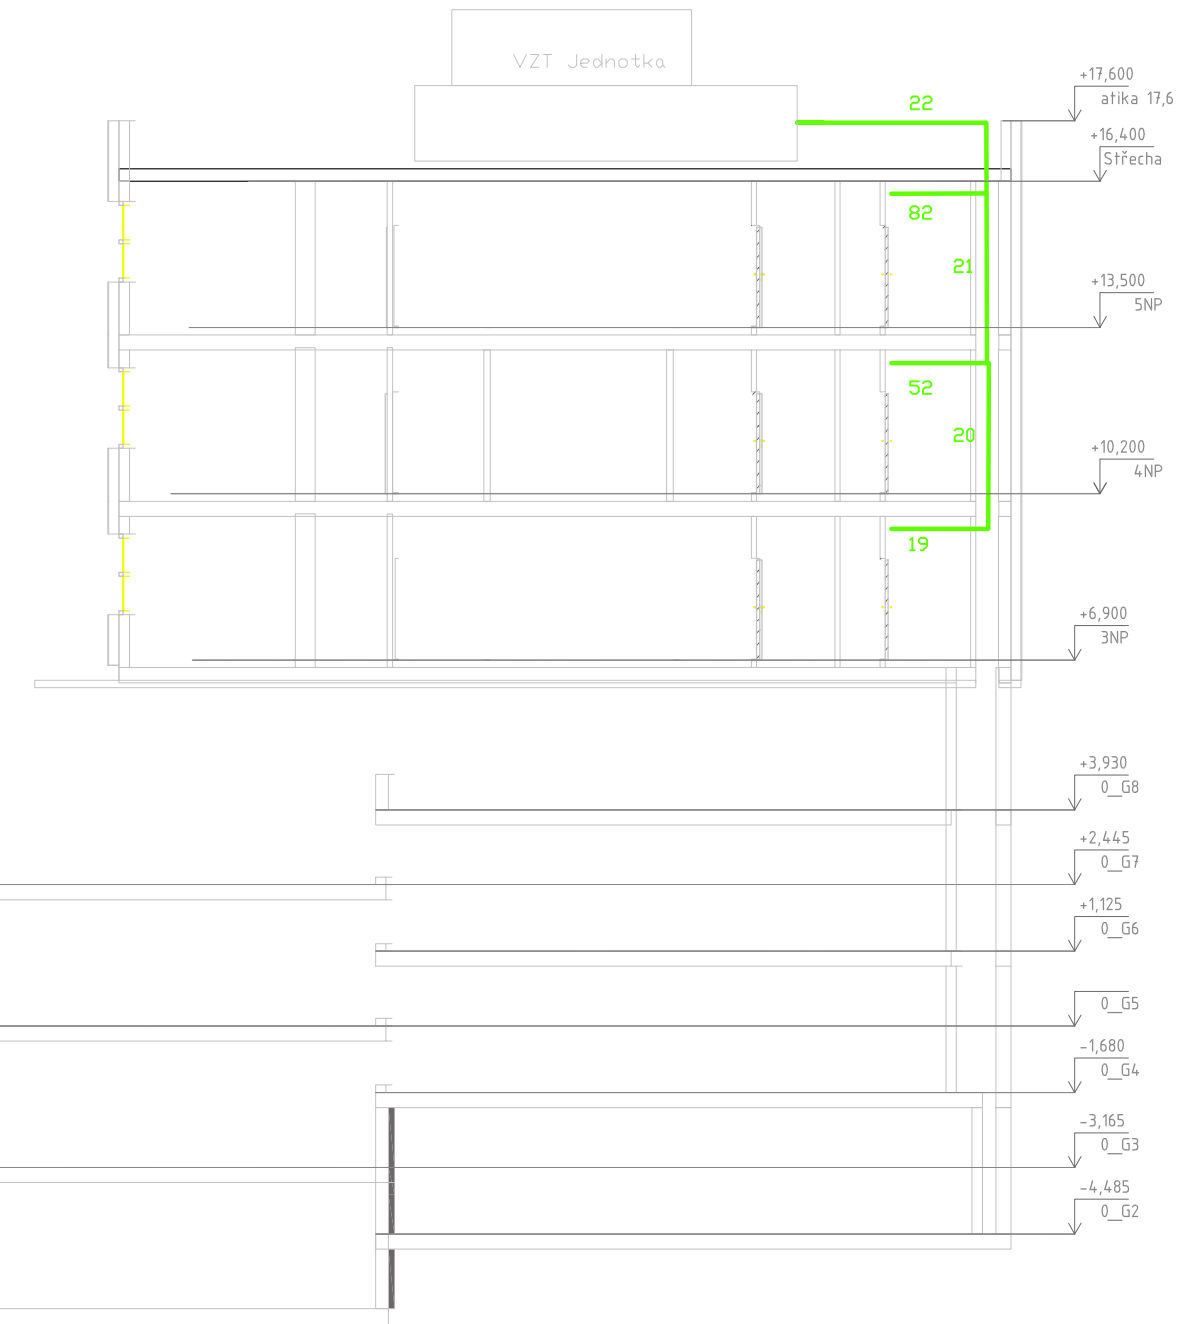 VZT Jednotka
+17,600
22
atika 17,6
+16,400
Střecha
82
21
+13,500
5NP
52
20
+10,200
4NP
19
+6,900
3NP
+3,930
0_G8
+2,445
0_G7
+1,125
0_G6
0_G5
-1,680
0_G4
-3,165
0_G3
-4,485
0_G2